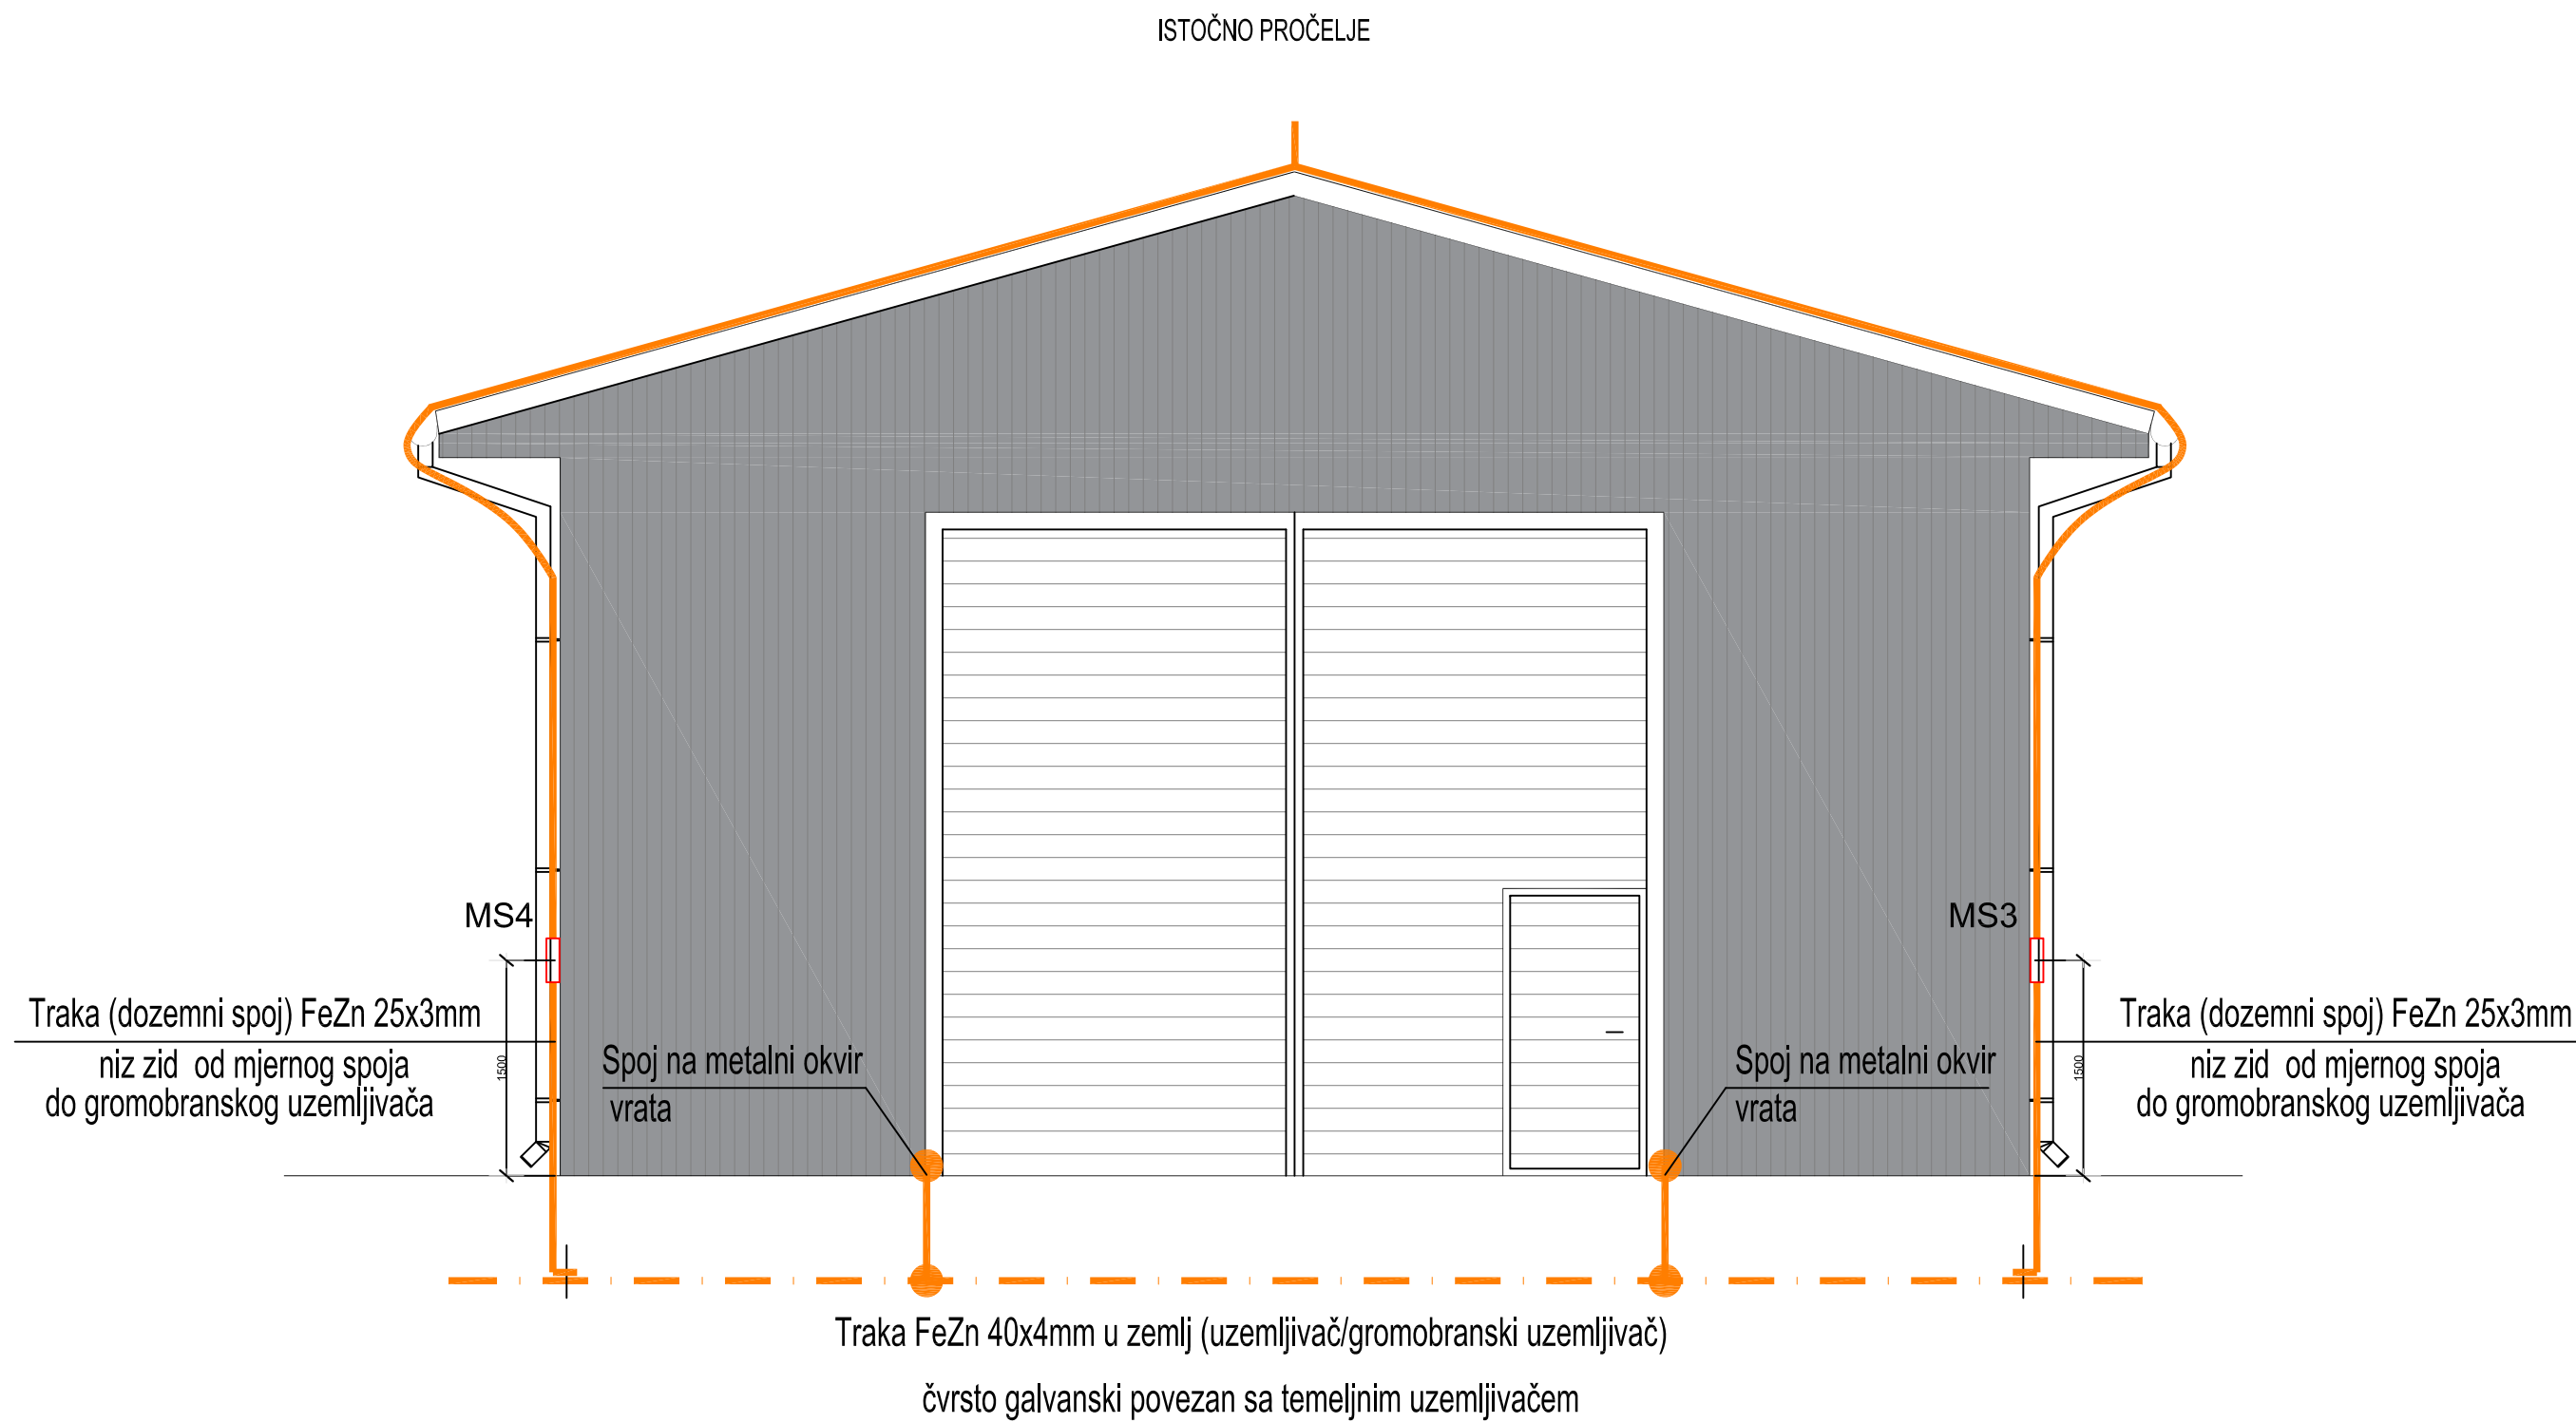 ISTOČNO PROČELJE
MS4
MS3
Traka (dozemni spoj) FeZn 25x3mm
niz zid od mjernog spoja
do gromobranskog uzemljivača
1500
Spoj na metalni okvir
vrata
Spoj na metalni okvir
vrata
1500
Traka (dozemni spoj) FeZn 25x3mm
niz zid od mjernog spoja
do gromobranskog uzemljivača
Traka FeZn 40x4mm u zemlj (uzemljivač/gromobranski uzemljivač)
čvrsto galvanski povezan sa temeljnim uzemljivačem